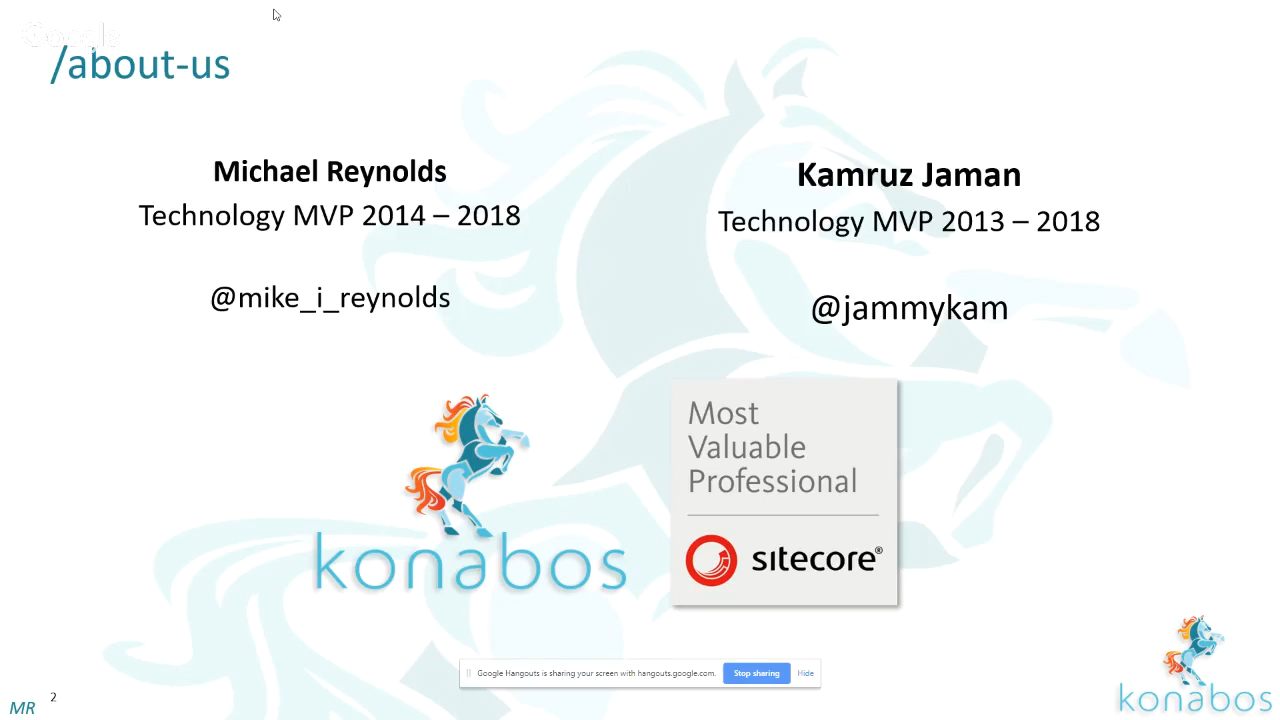 Google
/about-us
Michael Reynolds
Technology MVP 2014 – 2018
@mike_i_reynolds
Kamruz Jaman
Technology MVP 2013 – 2018
@jammykam
konabos
Most
Valuable
Professional
sitecore®
Google Hangouts is sharing your screen with hangouts.google.com.
Stop sharing
Hide
MR
2
konabos